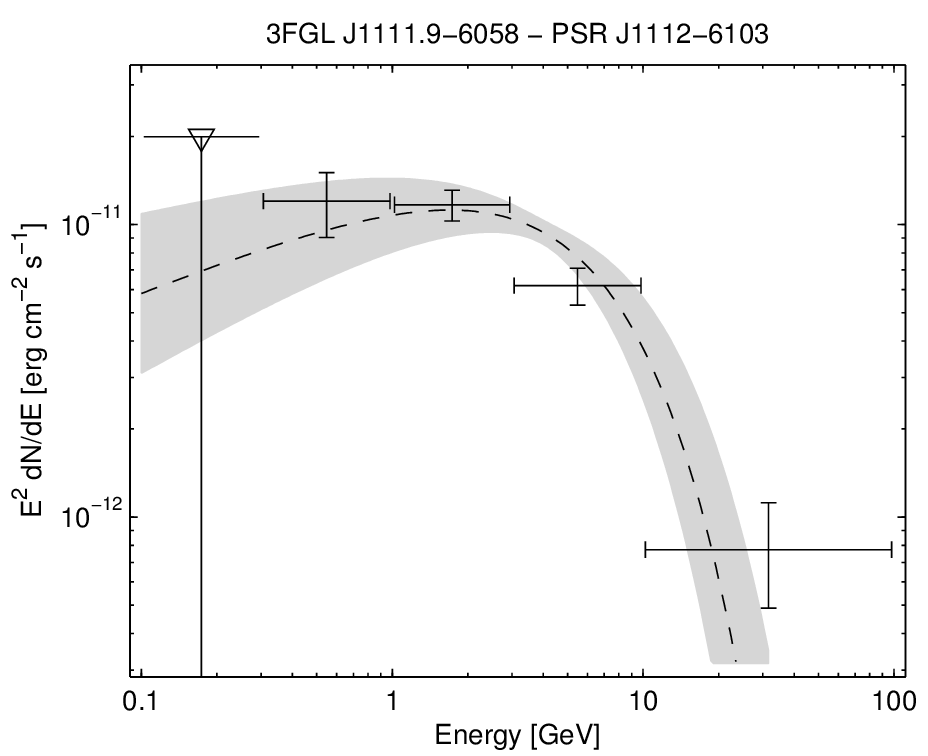 3FGL J1111.9−6058 − PSR J1112−6103
E² dN/dE [erg cm⁻² s⁻¹]
10⁻¹¹
10⁻¹²
0.1 1 10 100
Energy [GeV]